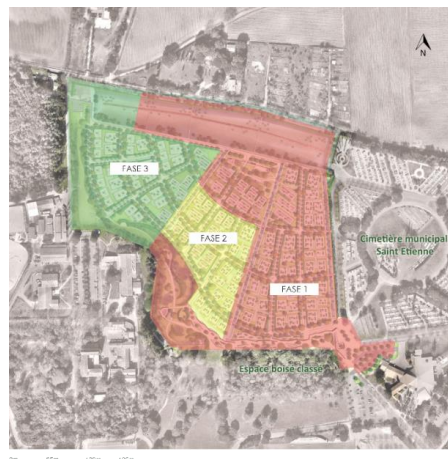 N
FASE 3
FASE 2
Cimetière municipal
Saint Etienne
FASE 1
Espace boisé classé